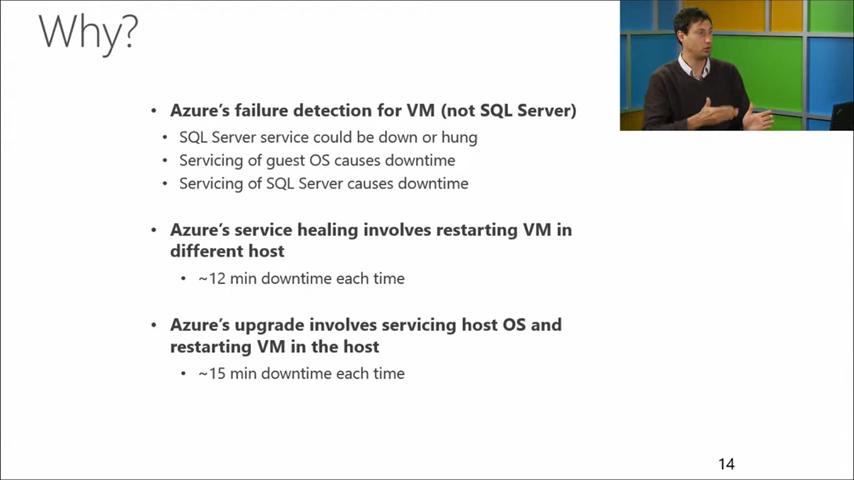 Why?
• Azure's failure detection for VM (not SQL Server)
• SQL Server service could be down or hung
• Servicing of guest OS causes downtime
• Servicing of SQL Server causes downtime
• Azure's service healing involves restarting VM in
different host
• ~12 min downtime each time
• Azure's upgrade involves servicing host OS and
restarting VM in the host
• ~15 min downtime each time
14